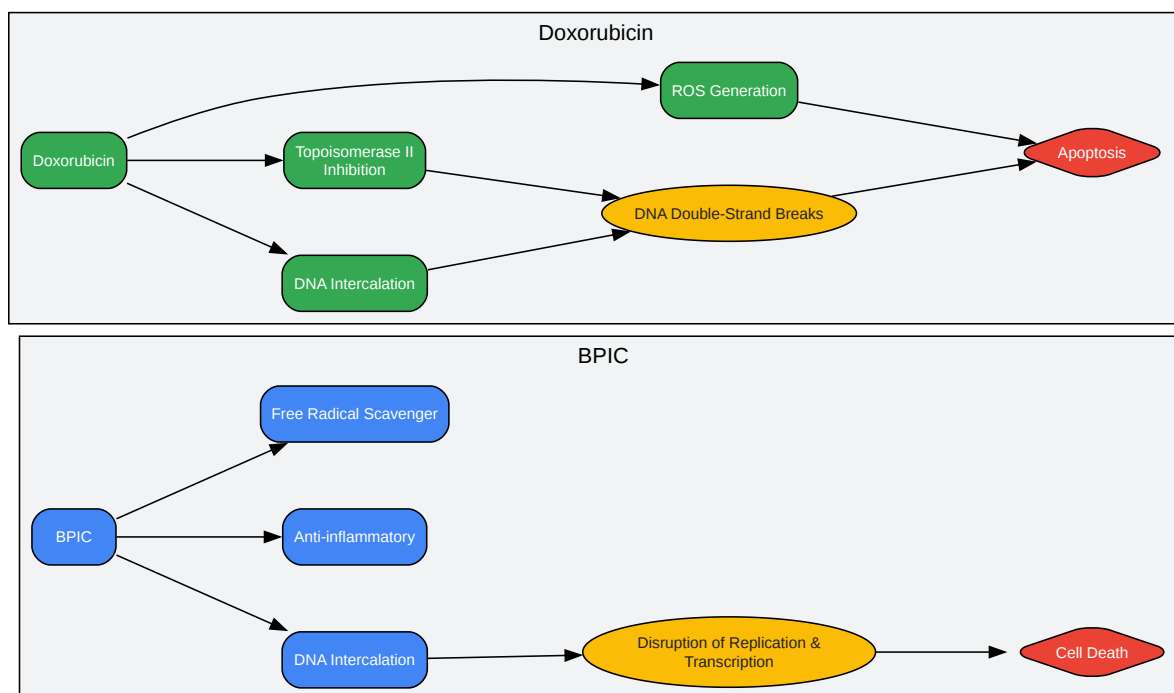 Doxorubicin
ROS Generation
Doxorubicin
Topoisomerase II
Inhibition
Apoptosis
DNA Double-Strand Breaks
DNA Intercalation
BPIC
Free Radical Scavenger
BPIC
Anti-inflammatory
DNA Intercalation
Disruption of Replication &
Transcription
Cell Death